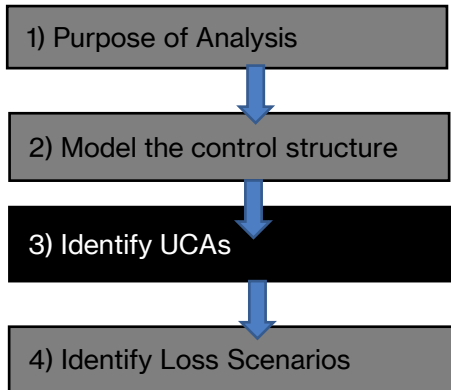 1) Purpose of Analysis
2) Model the control structure
3) Identify UCAs
4) Identify Loss Scenarios